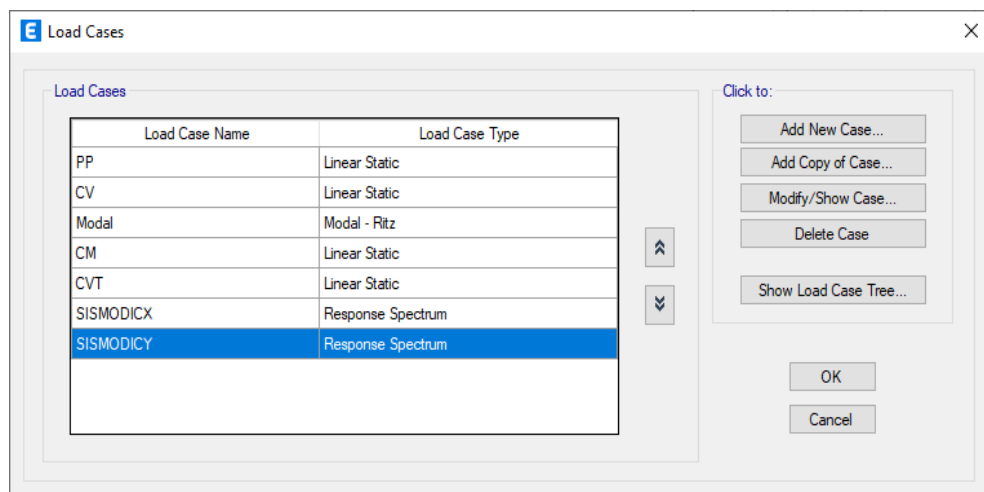 E Load Cases
Load Cases
Load Case Name Load Case Type
PP Linear Static
CV Linear Static
Modal Modal - Ritz
CM Linear Static
CVT Linear Static
SISMODICX Response Spectrum
SISMODICY Response Spectrum
Click to:
Add New Case...
Add Copy of Case...
Modify/Show Case...
Delete Case
Show Load Case Tree...
OK
Cancel